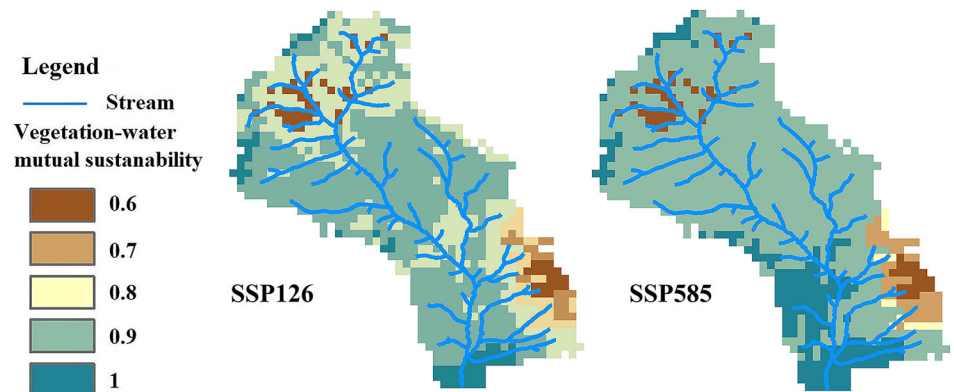 Legend
Stream
Vegetation-water
mutual sustanability
0.6
0.7
0.8
0.9
1
SSP126
SSP585